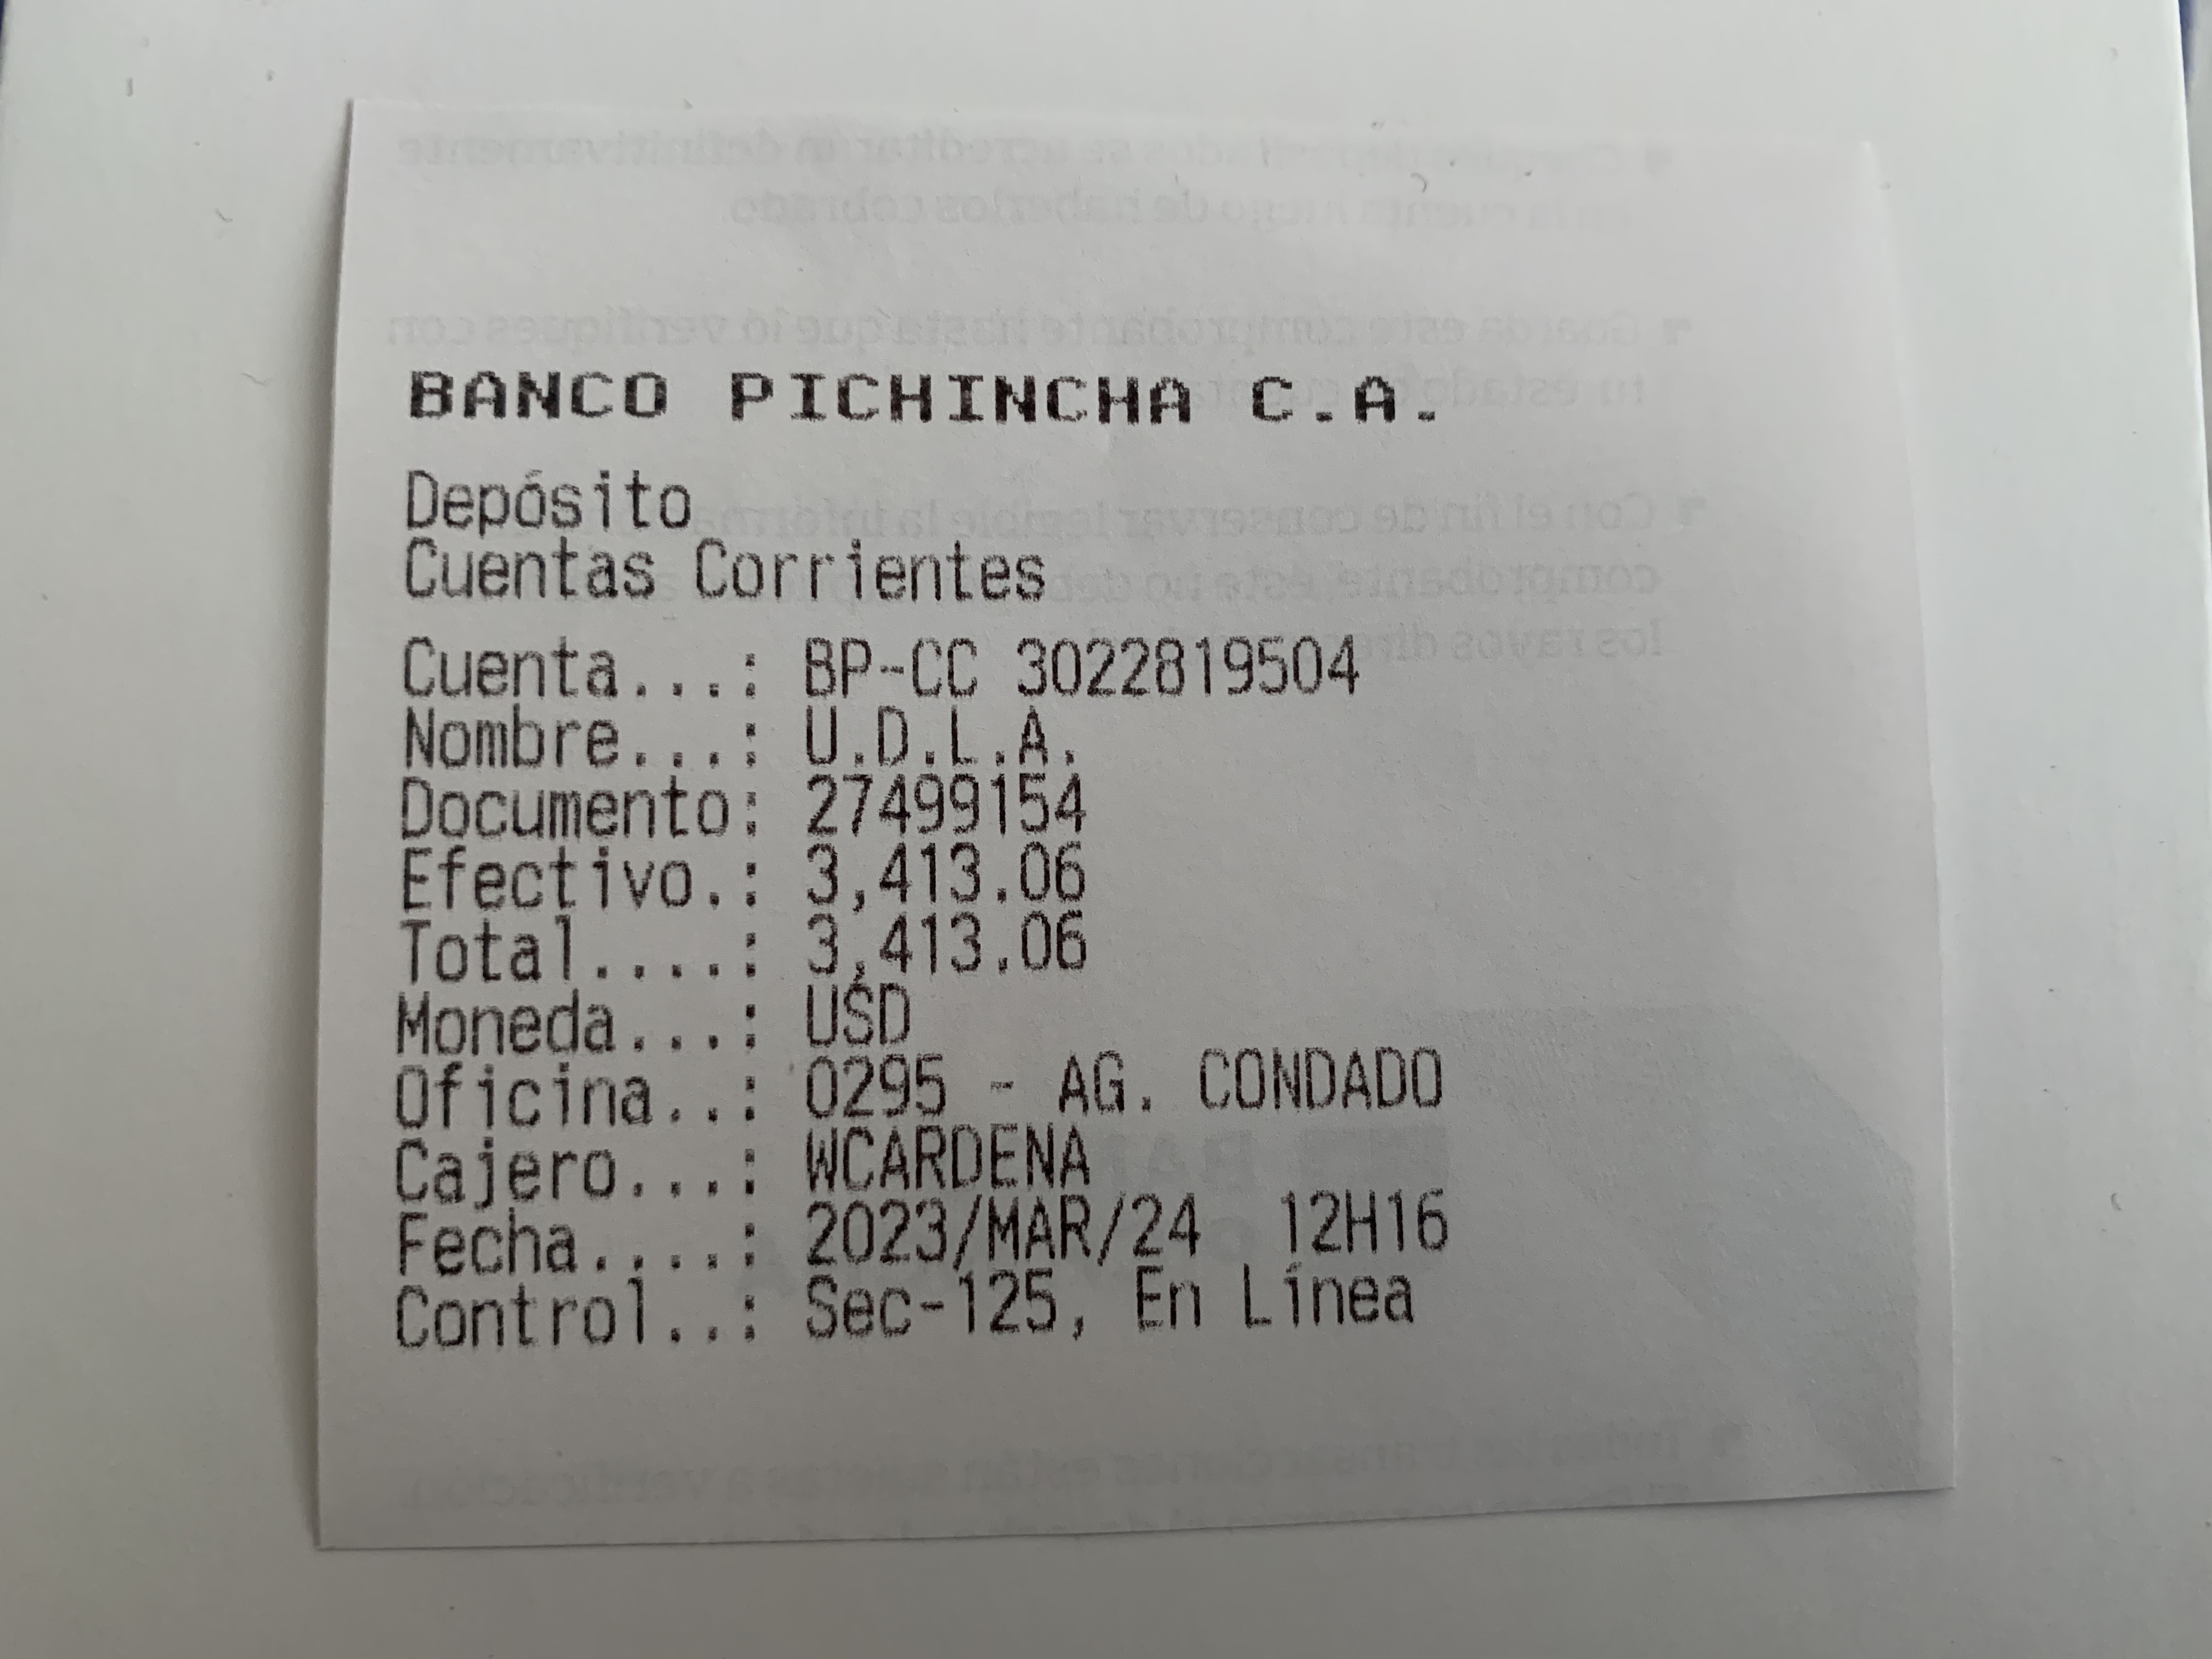 BANCO PICHINCHA C.A.
Depósito
Cuentas Corrientes
Cuenta...: BP-CC 3022819504
Nombre...: U.D.L.A.
Documento: 27499154
Efectivo.: 3,413.06
Total....: 3,413.06
Moneda...: USD
Oficina..: 0295 - AG. CONDADO
Cajero...: WCARDENA
Fecha....: 2023/MAR/24 12H16
Control..: Sec-125, En Línea